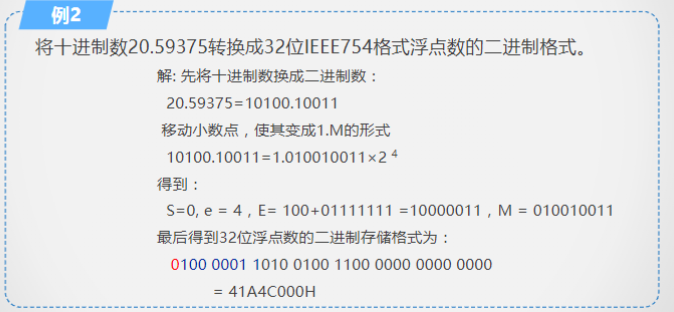 例2
将十进制数20.59375转换成32位IEEE754格式浮点数的二进制格式。
解: 先将十进制数换成二进制数：
20.59375=10100.10011
移动小数点，使其变成1.M的形式
10100.10011=1.010010011×2 ⁴
得到：
S=0, e = 4，E= 100+01111111 =10000011，M = 010010011
最后得到32位浮点数的二进制存储格式为：
0100 0001 1010 0100 1100 0000 0000 0000
= 41A4C000H